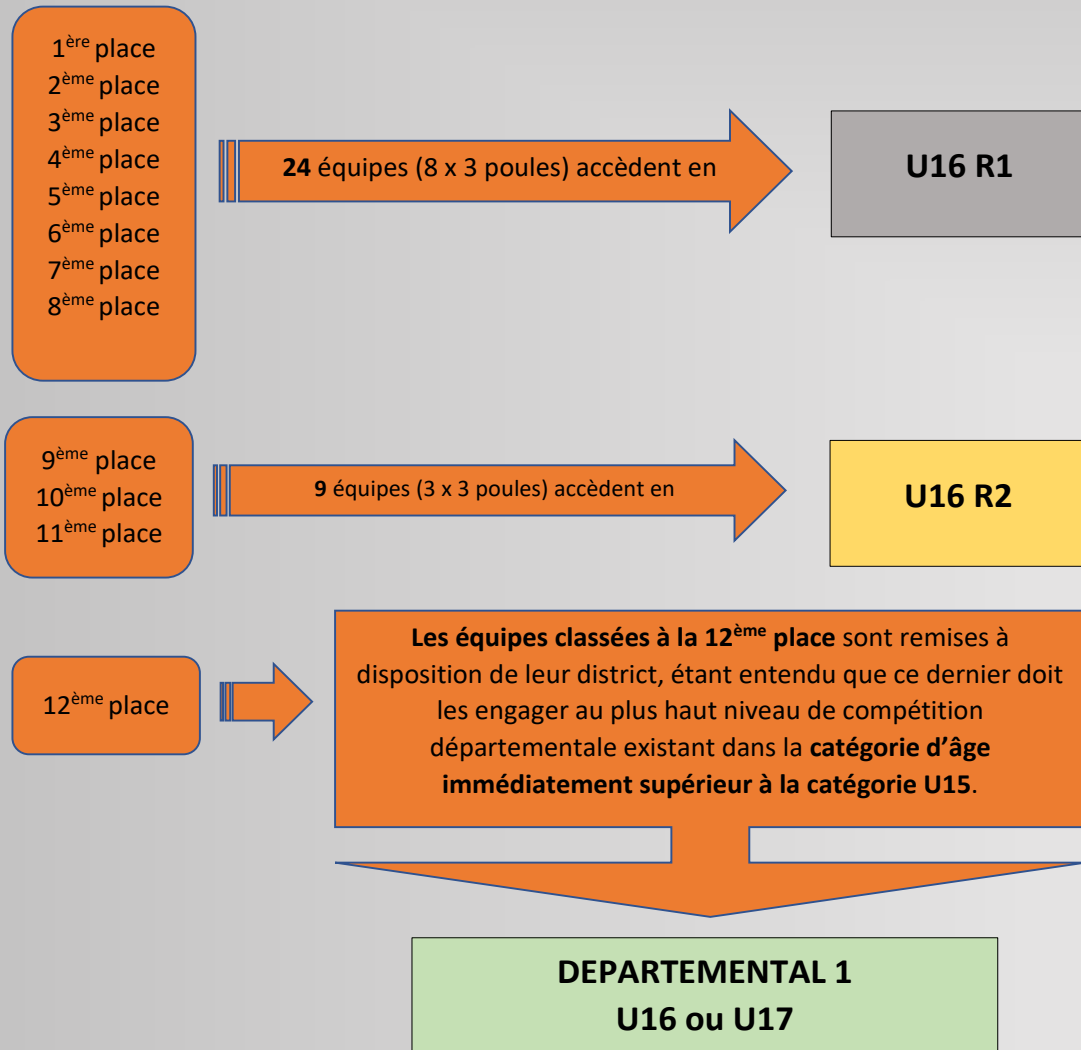 1ère place
2ème place
3ème place
4ème place
5ème place
6ème place
7ème place
8ème place
24 équipes (8 x 3 poules) accèdent en
U16 R1
9ème place
10ème place
11ème place
9 équipes (3 x 3 poules) accèdent en
U16 R2
12ème place
Les équipes classées à la 12ème place sont remises à
disposition de leur district, étant entendu que ce dernier doit
les engager au plus haut niveau de compétition
départementale existant dans la catégorie d’âge
immédiatement supérieur à la catégorie U15.
DEPARTEMENTAL 1
U16 ou U17